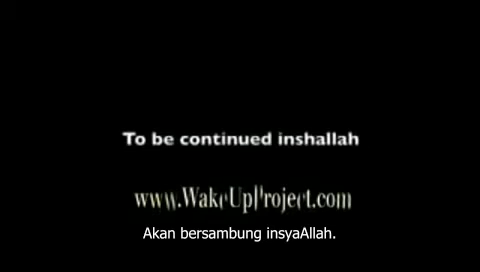 To be continued inshallah
www.WakeUpProject.com
Akan bersambung insyaAllah.